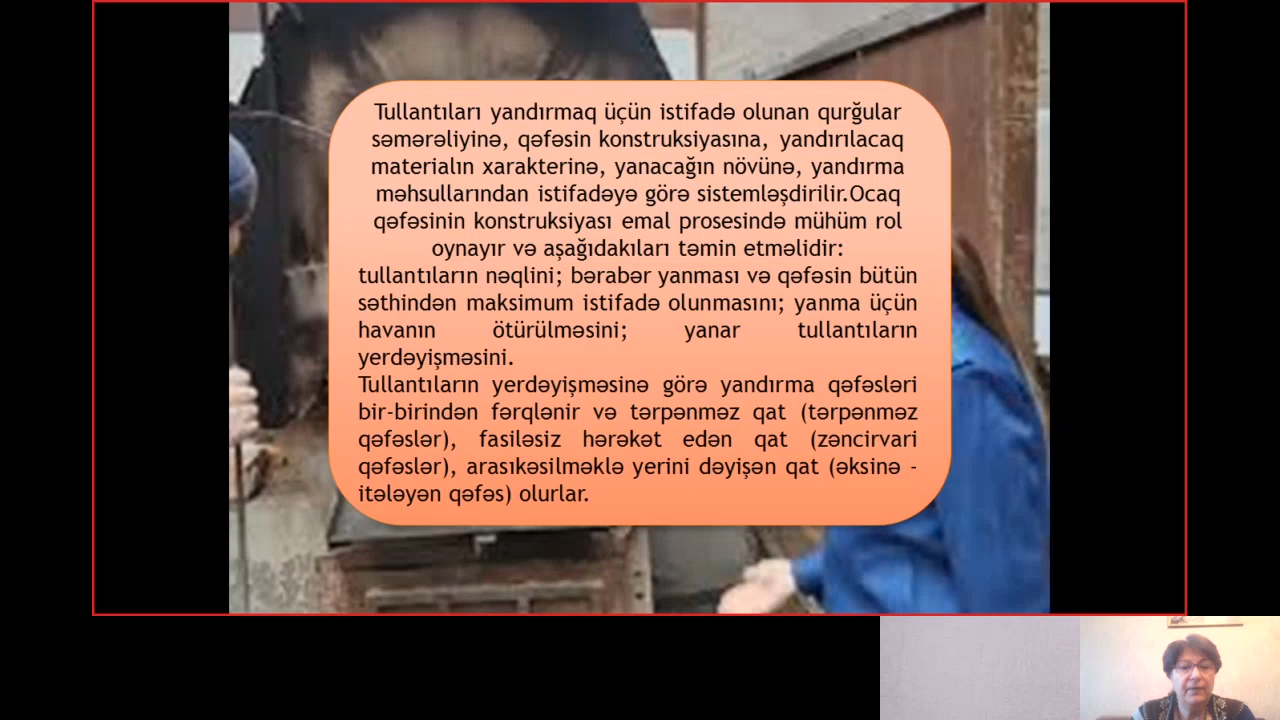 Tullantıları yandırmaq üçün istifadə olunan qurğular
səmərəliyinə, qəfəsin konstruksiyasına, yandırılacaq
materialın xarakterinə, yanacağın növünə, yandırma
məhsullarından istifadəyə görə sistemləşdirilir.Ocaq
qəfəsinin konstruksiyası emal prosesində mühüm rol
oynayır və aşağıdakıları təmin etməlidir:
tullantıların nəqlini; bərabər yanması və qəfəsin bütün
səthindən maksimum istifadə olunmasını; yanma üçün
havanın ötürülməsini; yanar tullantıların
yerdəyişməsini.
Tullantıların yerdəyişməsinə görə yandırma qəfəsləri
bir-birindən fərqlənir və tərpənməz qat (tərpənməz
qəfəslər), fasiləsiz hərəkət edən qat (zəncirvari
qəfəslər), arasıkəsilməklə yerini dəyişən qat (əksinə -
itələyən qəfəs) olurlar.